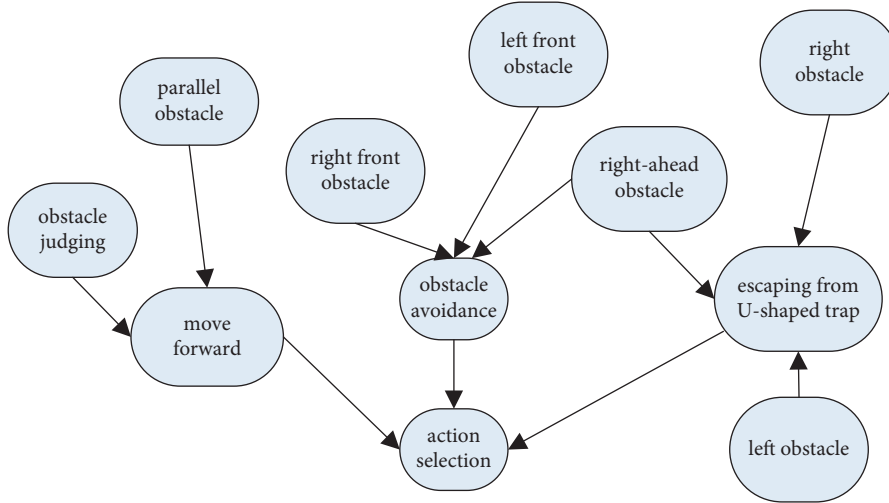 left front
obstacle
right
obstacle
parallel
obstacle
right front
obstacle
right-ahead
obstacle
obstacle
judging
move
forward
obstacle
avoidance
escaping from
U-shaped trap
action
selection
left obstacle